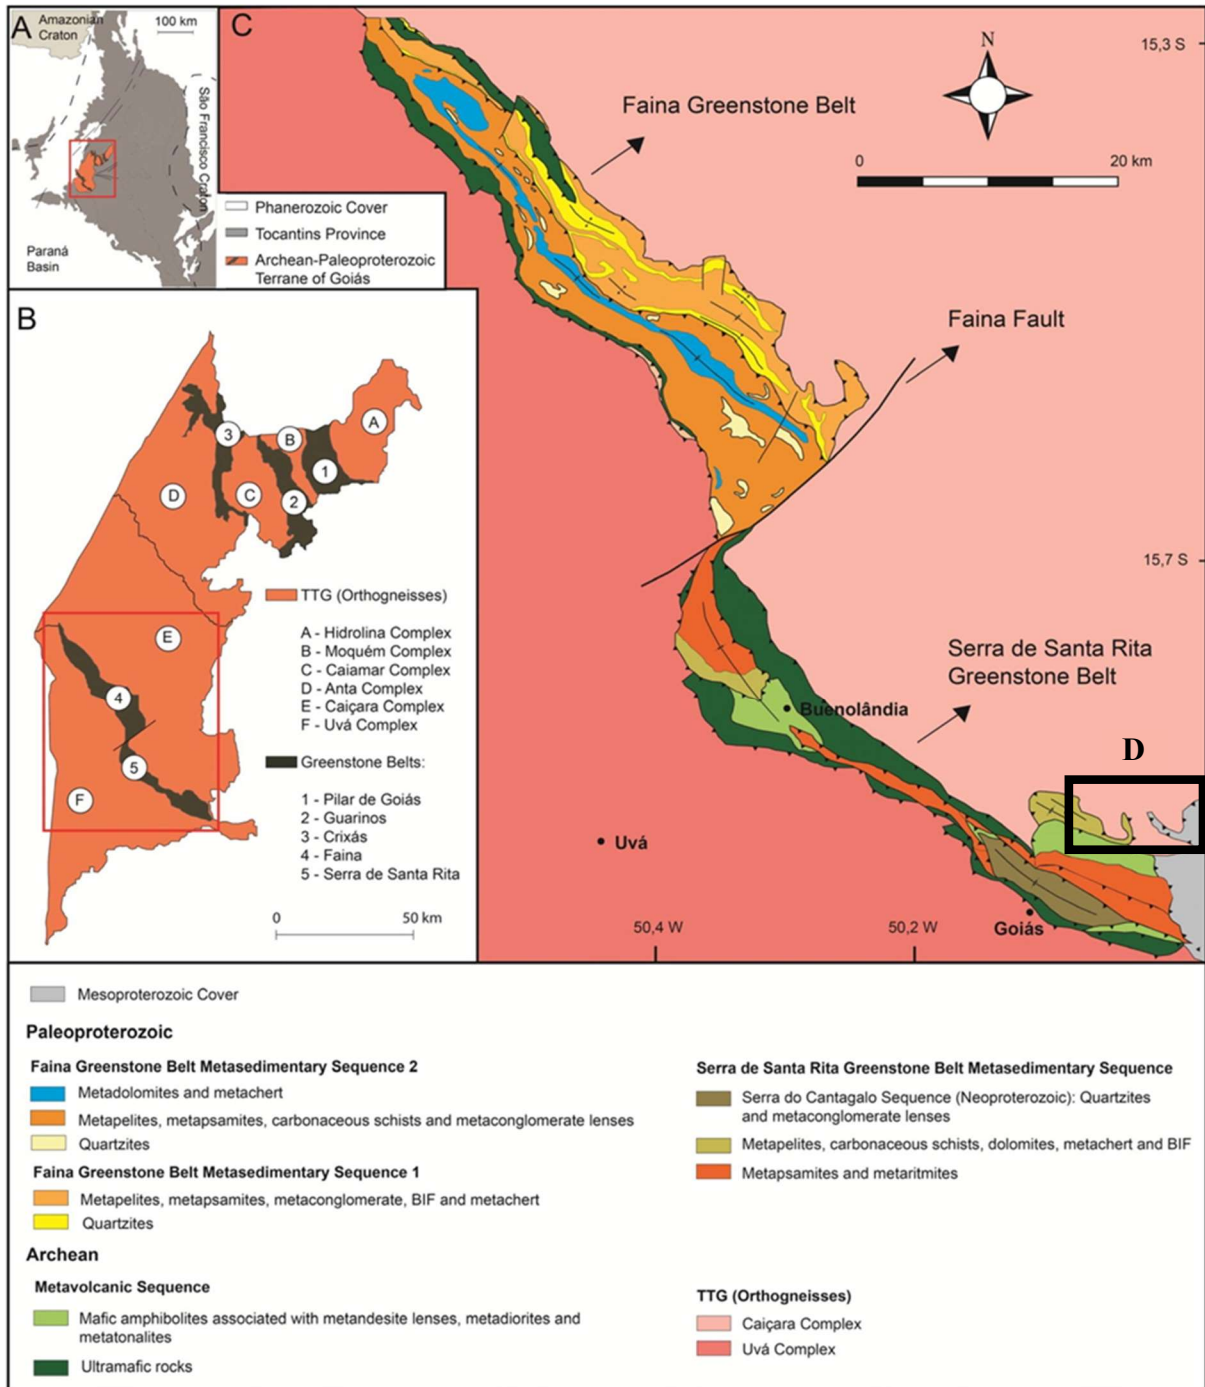 A
Amazonian
Craton
100 km
São Francisco Craton
Paraná
Basin
Phanerozoic Cover
Tocantins Province
Archean-Paleoproterozoic
Terrane of Goiás
B
3
B
A
1
D
C
2
TTG (Orthogneisses)
A - Hidrolina Complex
B - Moquém Complex
C - Caiamar Complex
D - Anta Complex
E - Caiçara Complex
F - Uvá Complex
E
4
5
F
Greenstone Belts:
1 - Pilar de Goiás
2 - Guarinos
3 - Crixás
4 - Faina
5 - Serra de Santa Rita
0 50 km
C
N
15,3 S
Faina Greenstone Belt
0 20 km
Faina Fault
15,7 S
Serra de Santa Rita
Greenstone Belt
Buenolândia
D
Uvá
50,4 W
50,2 W
Goiás
Mesoproterozoic Cover
Paleoproterozoic
Faina Greenstone Belt Metasedimentary Sequence 2
Metadolomites and metachert
Metapelites, metapsamites, carbonaceous schists and metaconglomerate lenses
Quartzites
Faina Greenstone Belt Metasedimentary Sequence 1
Metapelites, metapsamites, metaconglomerate, BIF and metachert
Quartzites
Archean
Metavolcanic Sequence
Mafic amphibolites associated with metandesite lenses, metadiorites and
metatonalites
Ultramafic rocks
Serra de Santa Rita Greenstone Belt Metasedimentary Sequence
Serra do Cantagalo Sequence (Neoproterozoic): Quartzites
and metaconglomerate lenses
Metapelites, carbonaceous schists, dolomites, metachert and BIF
Metapsamites and metaritmites
TTG (Orthogneisses)
Caiçara Complex
Uvá Complex